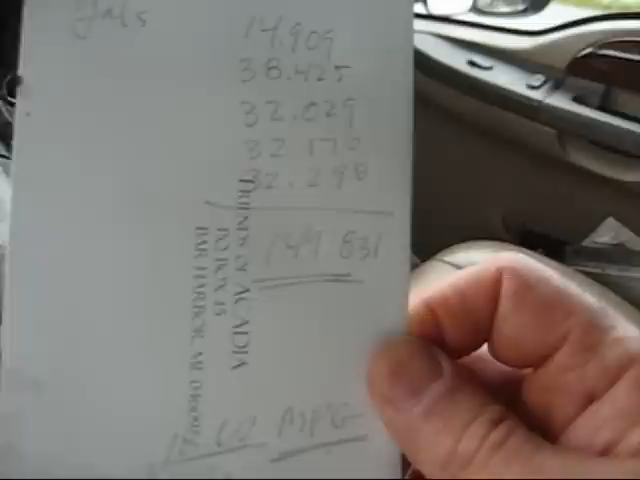 Gals
14.909
38.425
32.029
32 170
32.298
149 831
FRIENDS OF ACADIA
PO BOX 45
BAR HARBOR, ME
MPG